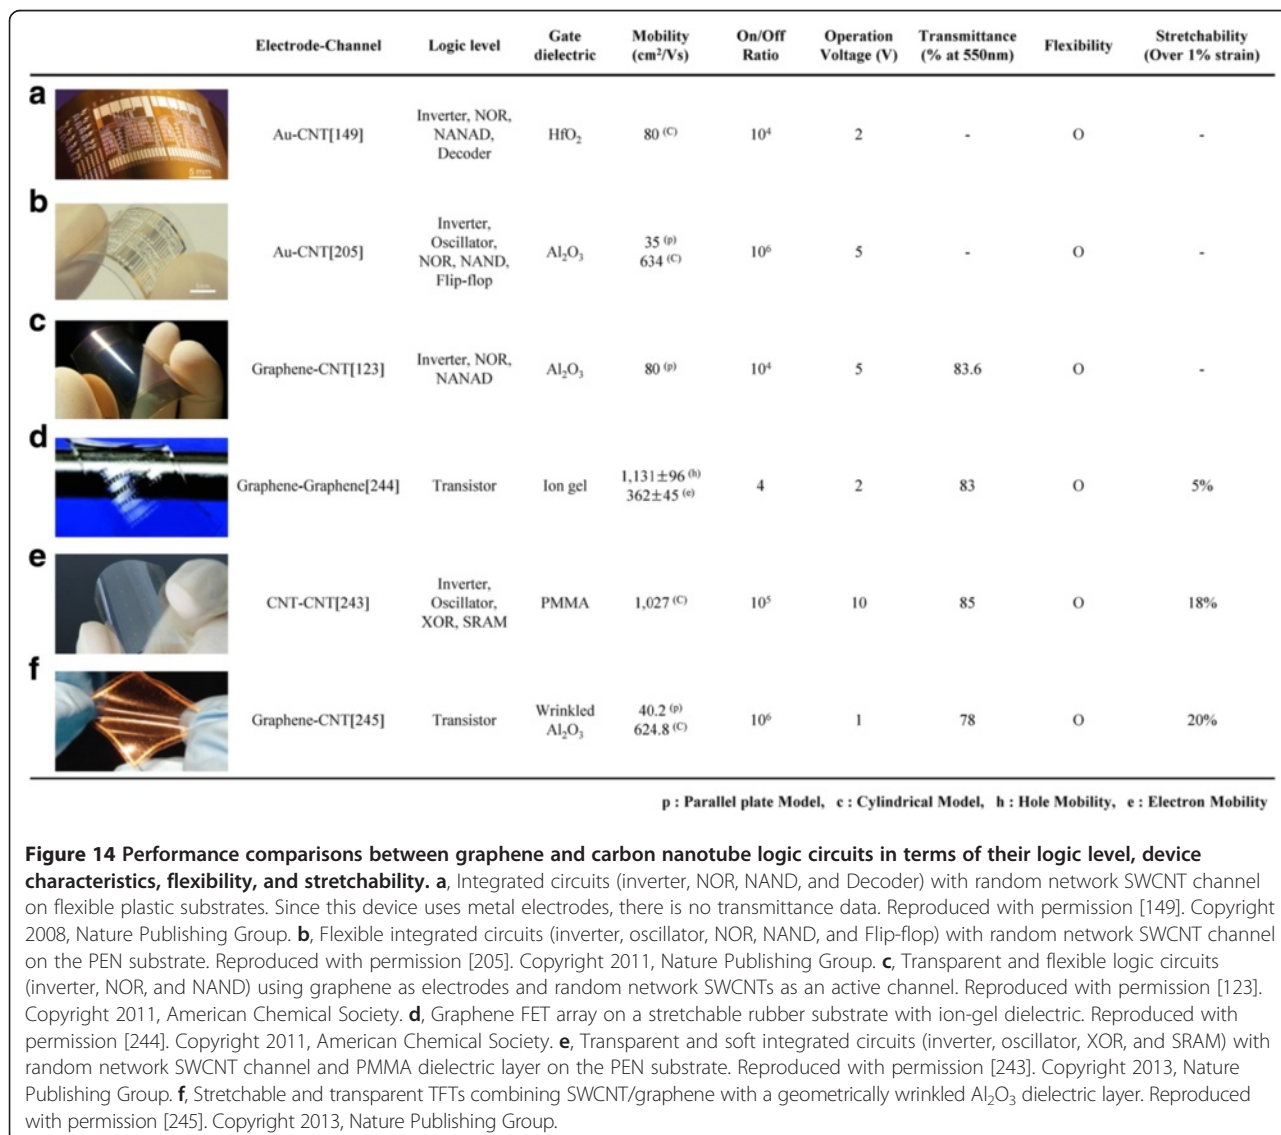 Electrode-Channel Logic level Gate dielectric Mobility (cm²/Vs) On/Off Ratio Operation Voltage (V) Transmittance (% at 550nm) Flexibility Stretchability (Over 1% strain)
a
5 mm
Au-CNT[149]
Inverter, NOR,
NANAD,
Decoder
HfO₂ 80 (C) 10⁴ 2 - O -
b
Au-CNT[205]
Inverter,
Oscillator,
NOR, NAND,
Flip-flop
Al₂O₃
35 (p)
634 (C)
10⁶ 5 - O -
c
Graphene-CNT[123]
Inverter, NOR,
NANAD
Al₂O₃ 80 (p) 10⁴ 5 83.6 O -
d
Graphene-Graphene[244] Transistor Ion gel
1,131±96 (h)
362±45 (e)
4 2 83 O 5%
e
CNT-CNT[243]
Inverter,
Oscillator,
XOR, SRAM
PMMA 1,027 (C) 10⁵ 10 85 O 18%
f
Graphene-CNT[245] Transistor
Wrinkled
Al₂O₃
40.2 (p)
624.8 (C)
10⁶ 1 78 O 20%
p : Parallel plate Model, c : Cylindrical Model, h : Hole Mobility, e : Electron Mobility
Figure 14 Performance comparisons between graphene and carbon nanotube logic circuits in terms of their logic level, device
characteristics, flexibility, and stretchability. a, Integrated circuits (inverter, NOR, NAND, and Decoder) with random network SWCNT channel
on flexible plastic substrates. Since this device uses metal electrodes, there is no transmittance data. Reproduced with permission [149]. Copyright
2008, Nature Publishing Group. b, Flexible integrated circuits (inverter, oscillator, NOR, NAND, and Flip-flop) with random network SWCNT channel
on the PEN substrate. Reproduced with permission [205]. Copyright 2011, Nature Publishing Group. c, Transparent and flexible logic circuits
(inverter, NOR, and NAND) using graphene as electrodes and random network SWCNTs as an active channel. Reproduced with permission [123].
Copyright 2011, American Chemical Society. d, Graphene FET array on a stretchable rubber substrate with ion-gel dielectric. Reproduced with
permission [244]. Copyright 2011, American Chemical Society. e, Transparent and soft integrated circuits (inverter, oscillator, XOR, and SRAM) with
random network SWCNT channel and PMMA dielectric layer on the PEN substrate. Reproduced with permission [243]. Copyright 2013, Nature
Publishing Group. f, Stretchable and transparent TFTs combining SWCNT/graphene with a geometrically wrinkled Al₂O₃ dielectric layer. Reproduced
with permission [245]. Copyright 2013, Nature Publishing Group.